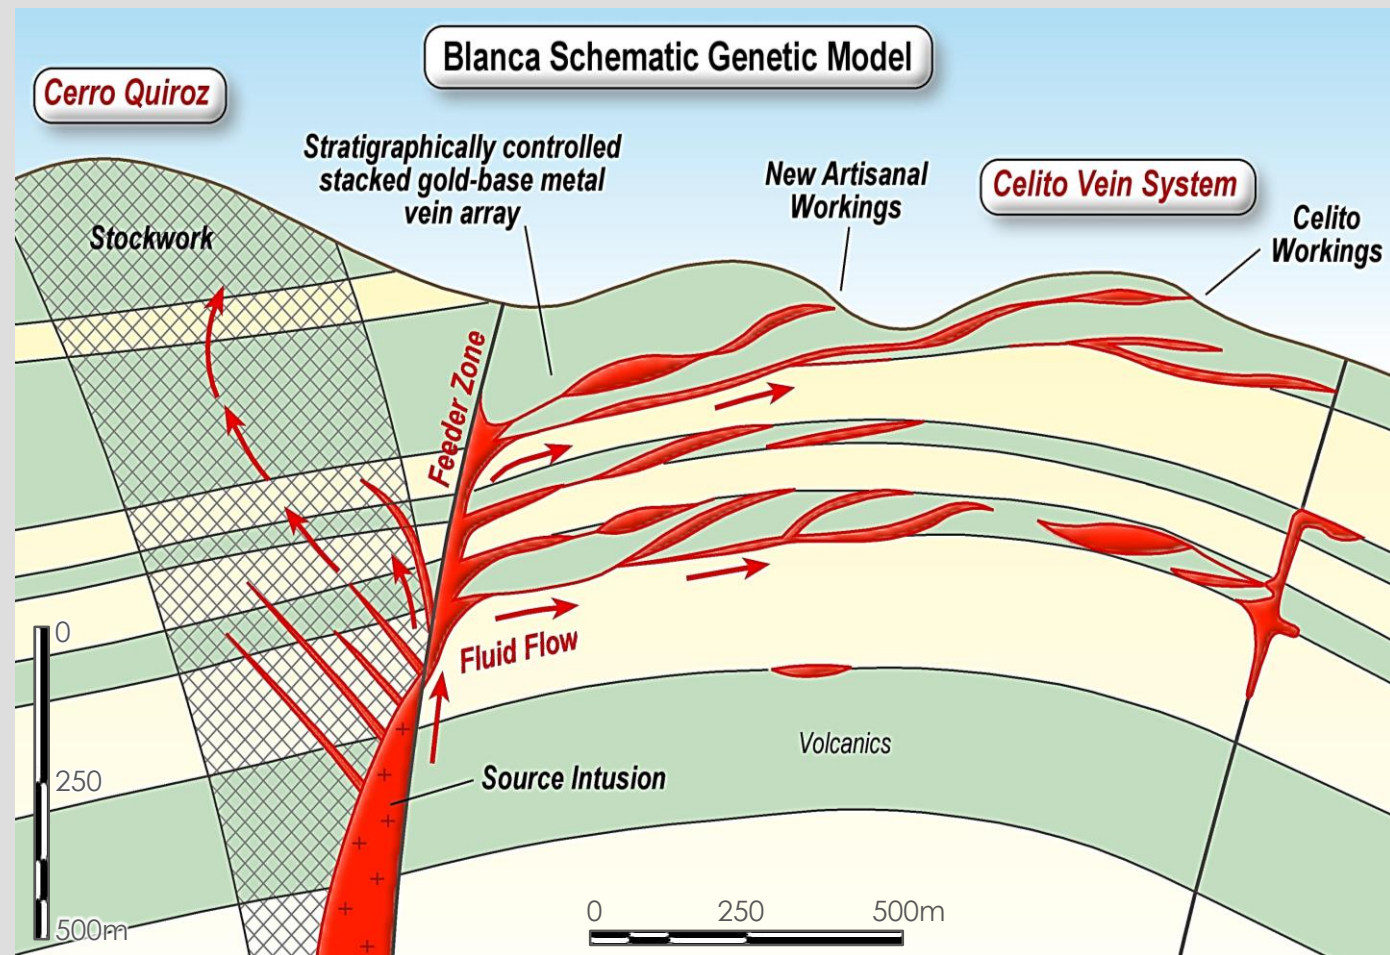 Blanca Schematic Genetic Model
Cerro Quiroz
Stratigraphically controlled
stacked gold-base metal
vein array
New Artisanal
Workings
Celito Vein System
Celito
Workings
Stockwork
Feeder Zone
Fluid Flow
Source Intusion
Volcanics
0
250
500m
0 250 500m